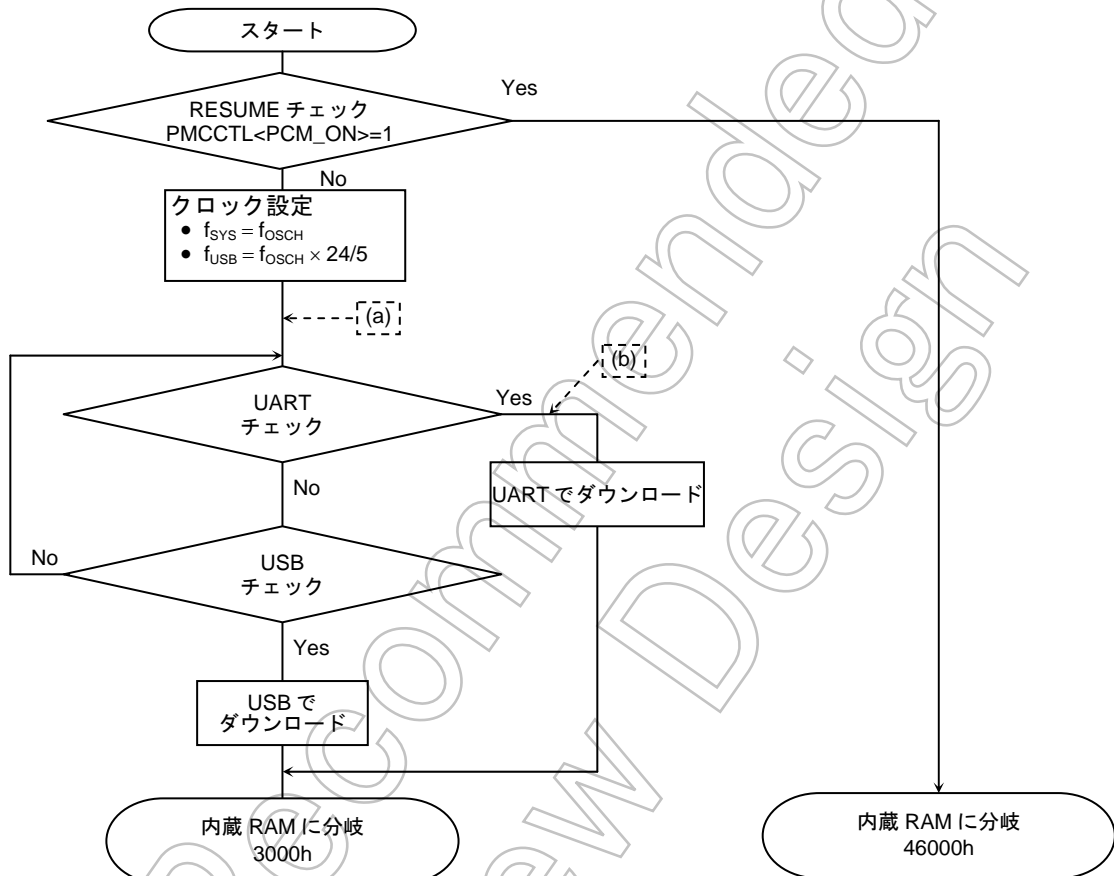 スタート
RESUME チェック
PMCCTL<PCM_ON>=1
Yes
No
クロック設定
• fSYS = fOSCH
• fUSB = fOSCH × 24/5
(a)
(b)
UART
チェック
Yes
No
UART でダウンロード
USB
チェック
No
Yes
USB で
ダウンロード
内蔵 RAM に分岐
3000h
内蔵 RAM に分岐
46000h
Recommended
ew Design